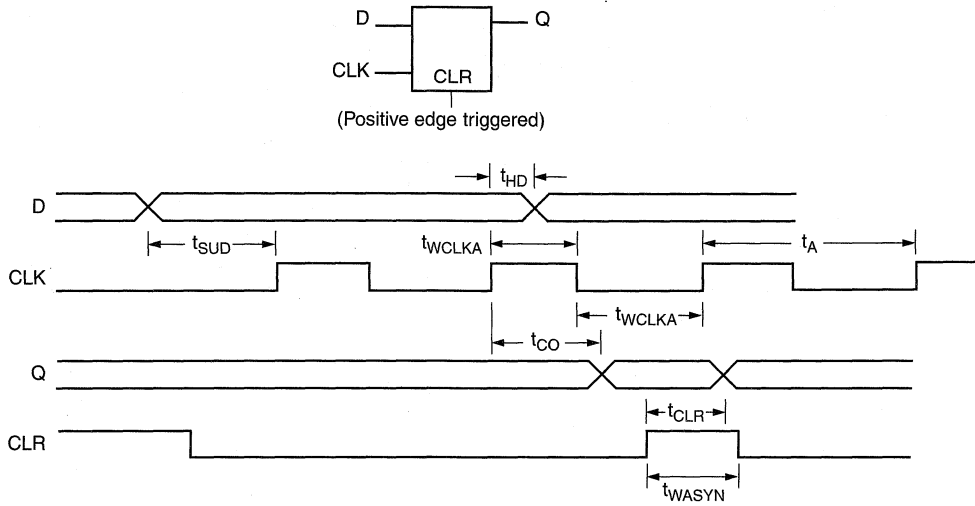 D Q
CLK
CLR
(Positive edge triggered)
tHD
D
tSUD tWCLKA tA
CLK
tWCLKA
tCO
Q
tCLR
CLR
tWASYN